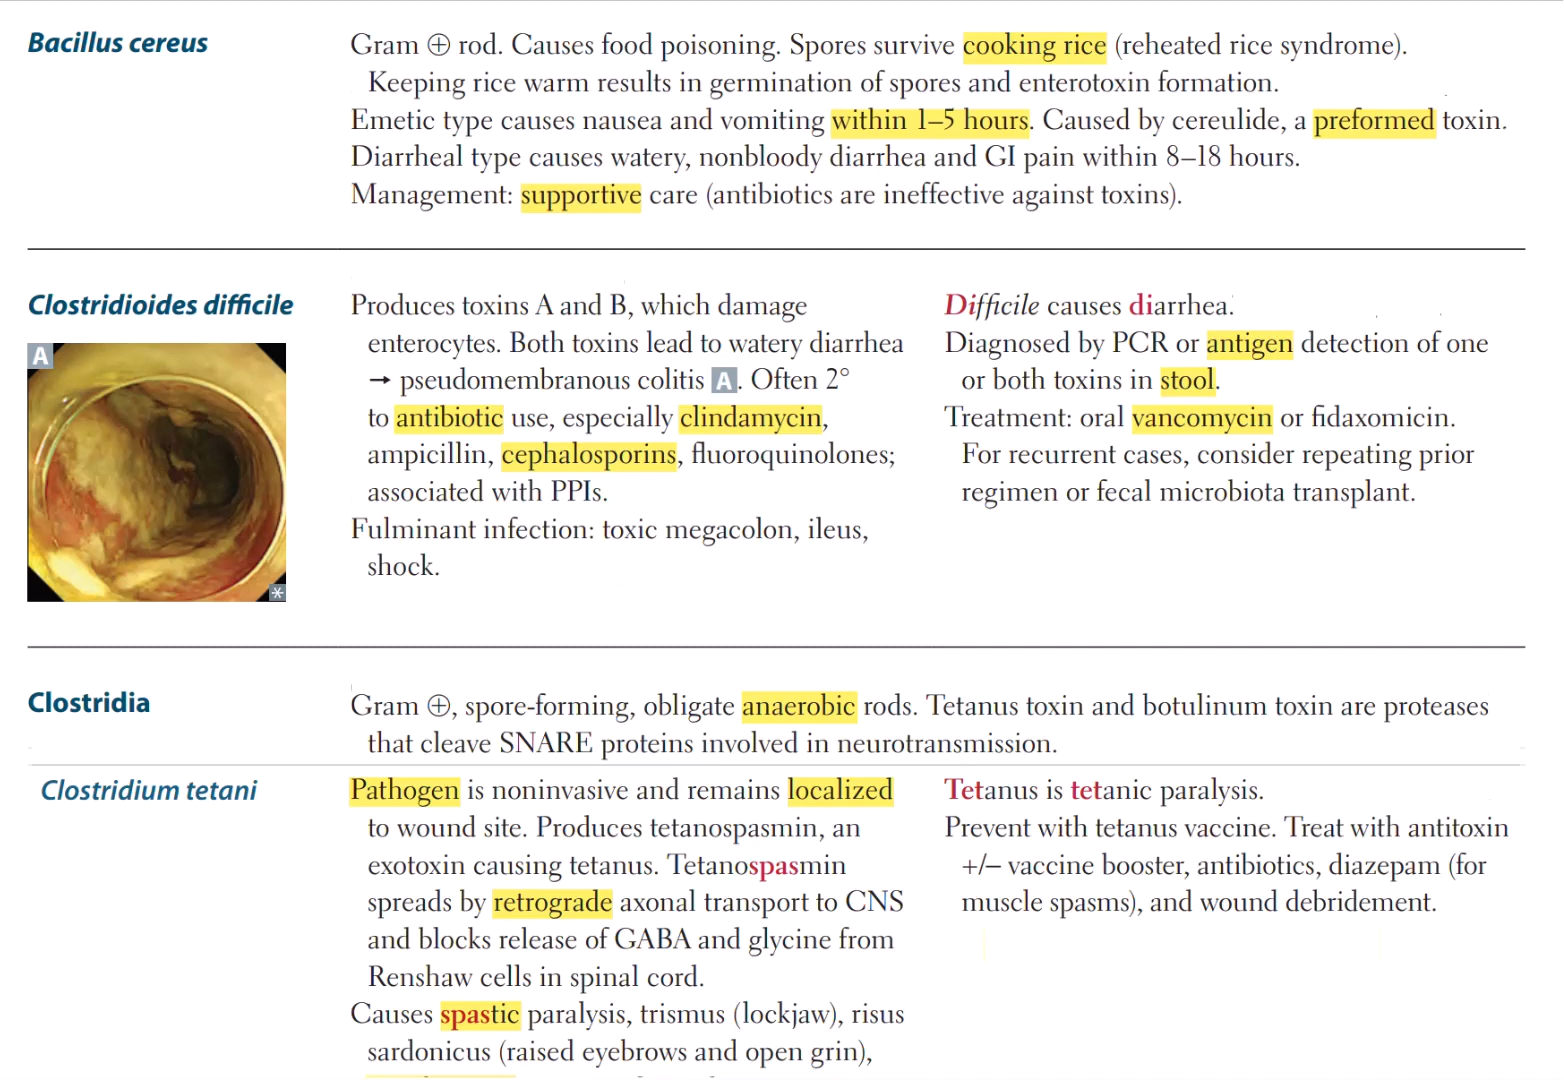 Bacillus cereus
Gram ⊕ rod. Causes food poisoning. Spores survive cooking rice (reheated rice syndrome).
Keeping rice warm results in germination of spores and enterotoxin formation.
Emetic type causes nausea and vomiting within 1–5 hours. Caused by cereulide, a preformed toxin.
Diarrheal type causes watery, nonbloody diarrhea and GI pain within 8–18 hours.
Management: supportive care (antibiotics are ineffective against toxins).
Clostridioides difficile
A
*
Produces toxins A and B, which damage
enterocytes. Both toxins lead to watery diarrhea
→ pseudomembranous colitis A. Often 2°
to antibiotic use, especially clindamycin,
ampicillin, cephalosporins, fluoroquinolones;
associated with PPIs.
Fulminant infection: toxic megacolon, ileus,
shock.
Difficile causes diarrhea.
Diagnosed by PCR or antigen detection of one
or both toxins in stool.
Treatment: oral vancomycin or fidaxomicin.
For recurrent cases, consider repeating prior
regimen or fecal microbiota transplant.
Clostridia
Gram ⊕, spore-forming, obligate anaerobic rods. Tetanus toxin and botulinum toxin are proteases
that cleave SNARE proteins involved in neurotransmission.
Clostridium tetani
Pathogen is noninvasive and remains localized
to wound site. Produces tetanospasmin, an
exotoxin causing tetanus. Tetanospasmin
spreads by retrograde axonal transport to CNS
and blocks release of GABA and glycine from
Renshaw cells in spinal cord.
Causes spastic paralysis, trismus (lockjaw), risus
sardonicus (raised eyebrows and open grin),
Tetanus is tetanic paralysis.
Prevent with tetanus vaccine. Treat with antitoxin
+/– vaccine booster, antibiotics, diazepam (for
muscle spasms), and wound debridement.